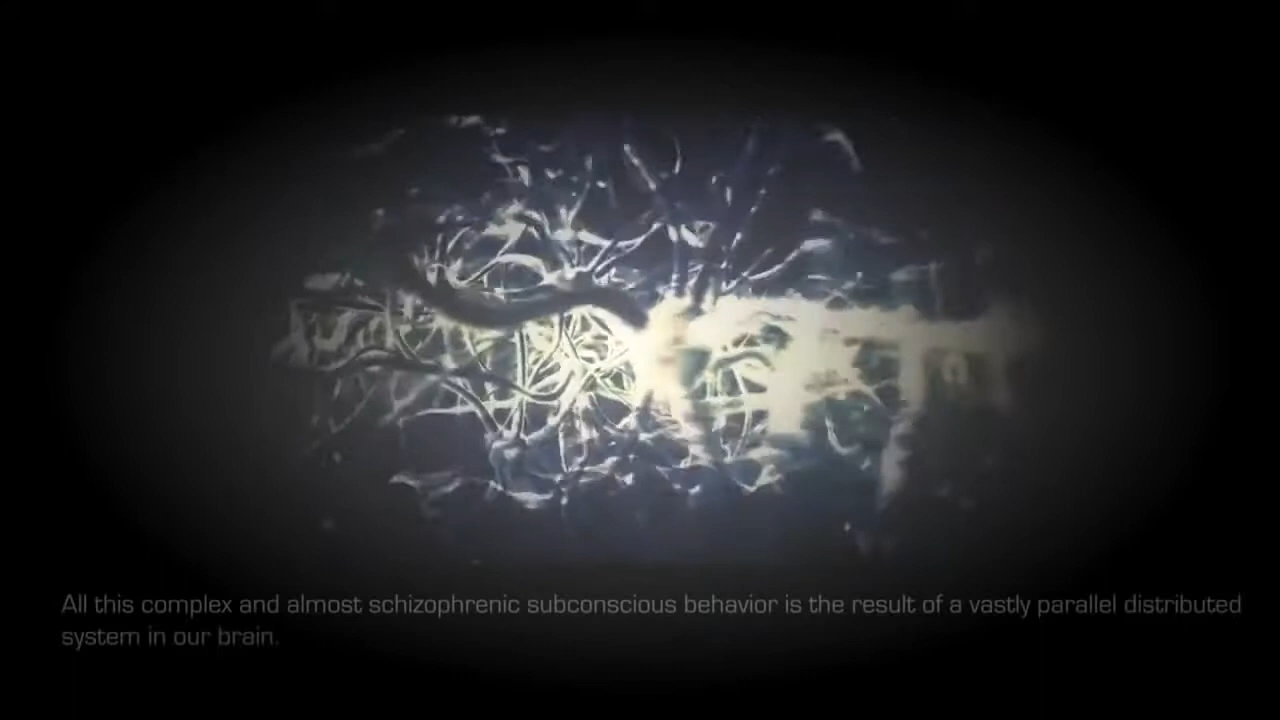 All this complex and almost schizophrenic subconscious behavior is the result of a vastly parallel distributed
system in our brain.